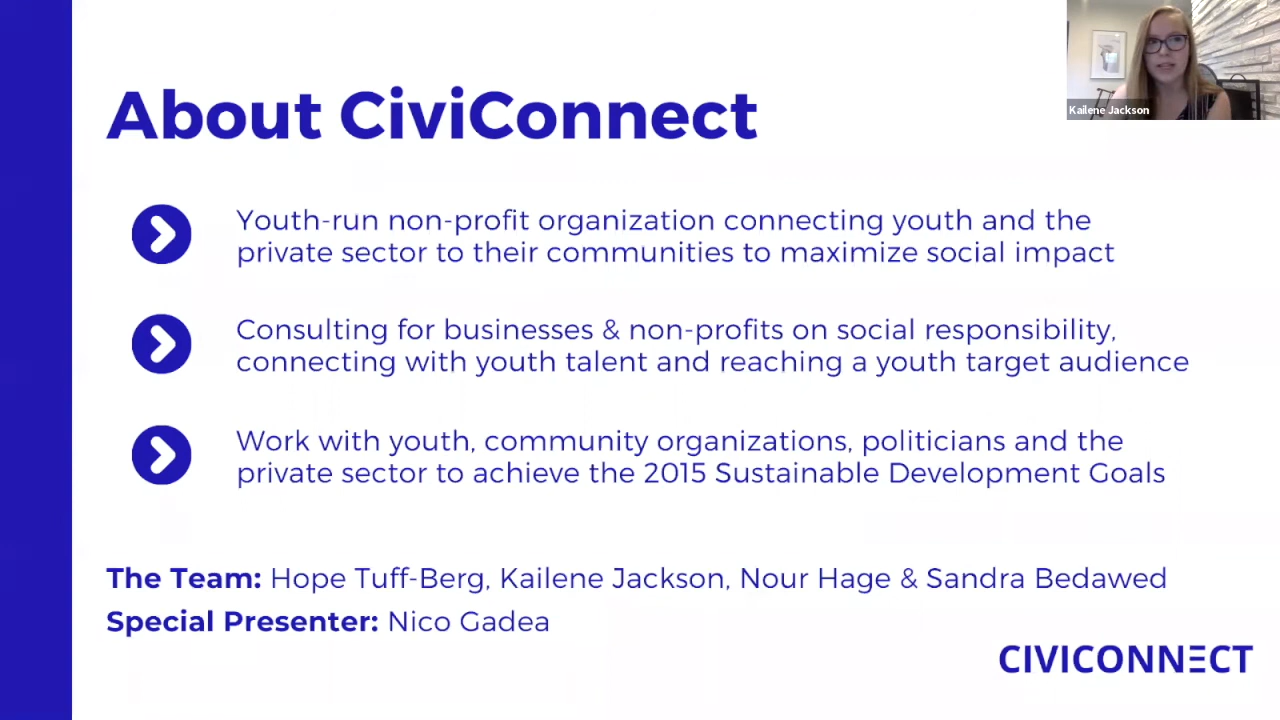 About CiviConnect
Kailene Jackson
Youth-run non-profit organization connecting youth and the
private sector to their communities to maximize social impact
Consulting for businesses & non-profits on social responsibility,
connecting with youth talent and reaching a youth target audience
Work with youth, community organizations, politicians and the
private sector to achieve the 2015 Sustainable Development Goals
The Team: Hope Tuff-Berg, Kailene Jackson, Nour Hage & Sandra Bedawed
Special Presenter: Nico Gadea
CIVICONNECT